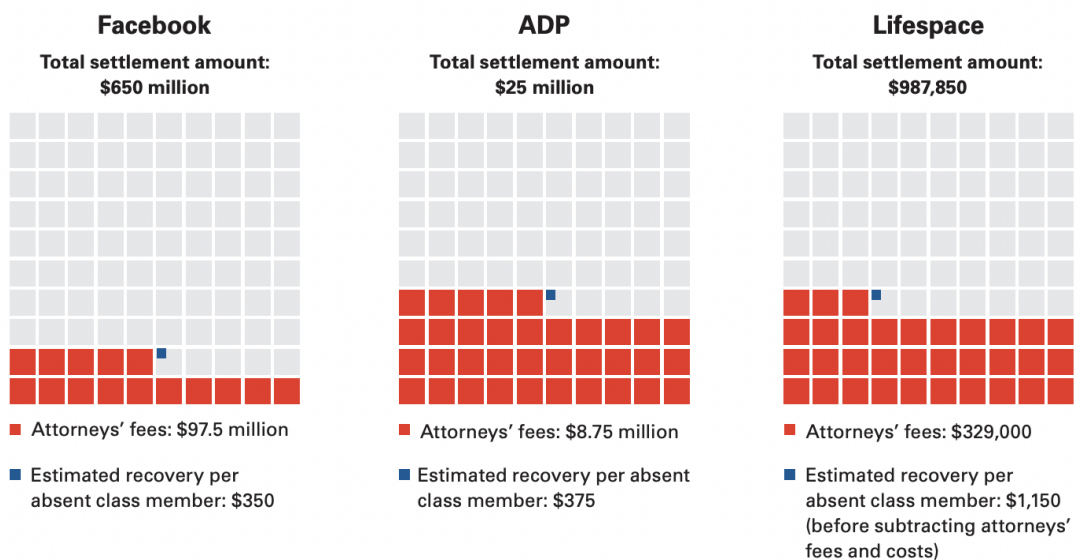 Facebook
Total settlement amount:
$650 million
Attorneys' fees: $97.5 million
Estimated recovery per
absent class member: $350
ADP
Total settlement amount:
$25 million
Attorneys' fees: $8.75 million
Estimated recovery per absent
class member: $375
Lifespace
Total settlement amount:
$987,850
Attorneys' fees: $329,000
Estimated recovery per
absent class member: $1,150
(before subtracting attorneys'
fees and costs)